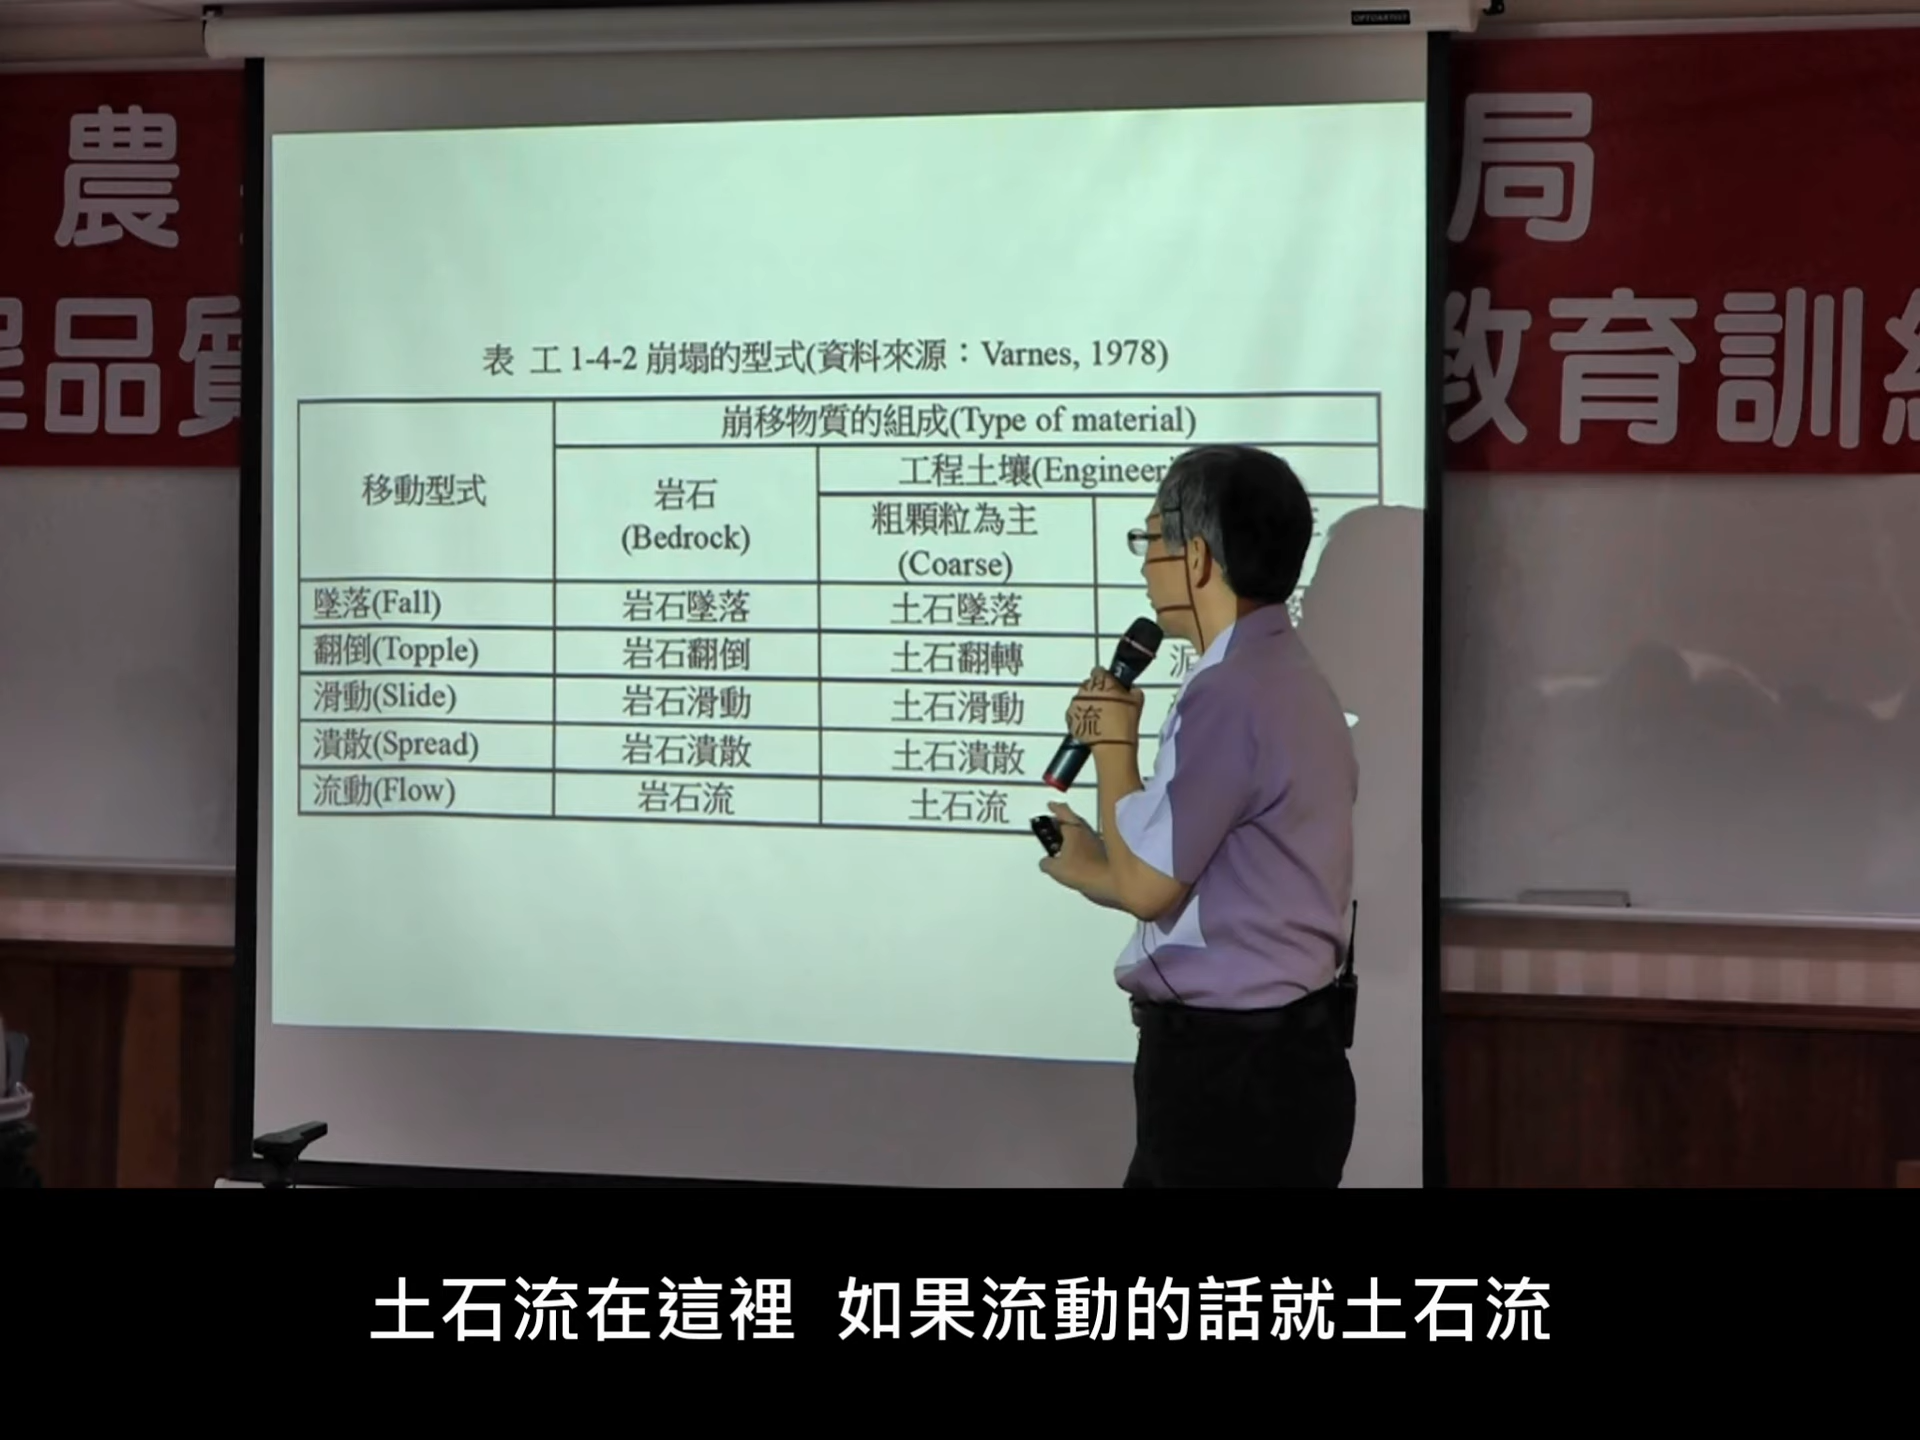 OPTOARTIST
農
局
程品質
教育訓練
表 工 1-4-2 崩塌的型式(資料來源：Varnes, 1978)
移動型式
崩移物質的組成(Type of material)
岩石
(Bedrock)
工程土壤(Engineeri
粗顆粒為主
(Coarse)
墜落(Fall) 岩石墜落 土石墜落
翻倒(Topple) 岩石翻倒 土石翻轉
滑動(Slide) 岩石滑動 土石滑動
潰散(Spread) 岩石潰散 土石潰散
流動(Flow) 岩石流 土石流
流
土石流在這裡 如果流動的話就土石流